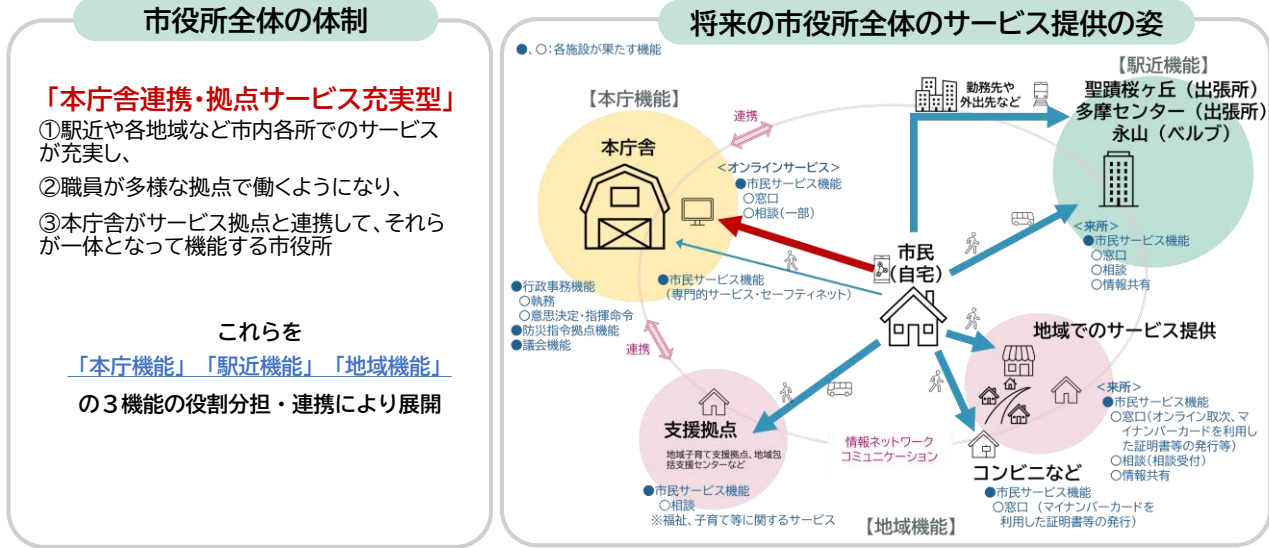 市役所全体の体制
「本庁舎連携・拠点サービス充実型」
①駅近や各地域など市内各所でのサービス
が充実し、
②職員が多様な拠点で働くようになり、
③本庁舎がサービス拠点と連携して、それら
が一体となって機能する市役所
これらを
「本庁機能」「駅近機能」「地域機能」
の3機能の役割分担・連携により展開
将来の市役所全体のサービス提供の姿
●、○：各施設が果たす機能
【本庁機能】
本庁舎
連携
<オンラインサービス>
●市民サービス機能
○窓口
○相談(一部)
勤務先や
外出先など
【駅近機能】
聖蹟桜ヶ丘（出張所）
多摩センター（出張所）
永山（ベルブ）
<来所>
●市民サービス機能
○窓口
○相談
○情報共有
市民
(自宅)
●市民サービス機能
（専門的サービス・セーフティネット）
●行政事務機能
○執務
○意思決定・指揮命令
●防災指令拠点機能
●議会機能
連携
地域でのサービス提供
<来所>
●市民サービス機能
○窓口(オンライン取次、マ
イナンバーカードを利用し
た証明書等の発行等）
○相談(相談受付)
○情報共有
支援拠点
地域子育て支援拠点、地域包
括支援センターなど
●市民サービス機能
○相談
※福祉、子育て等に関するサービス
情報ネットワーク
コミュニケーション
コンビニなど
●市民サービス機能
○窓口（マイナンバーカードを
利用した証明書等の発行）
【地域機能】